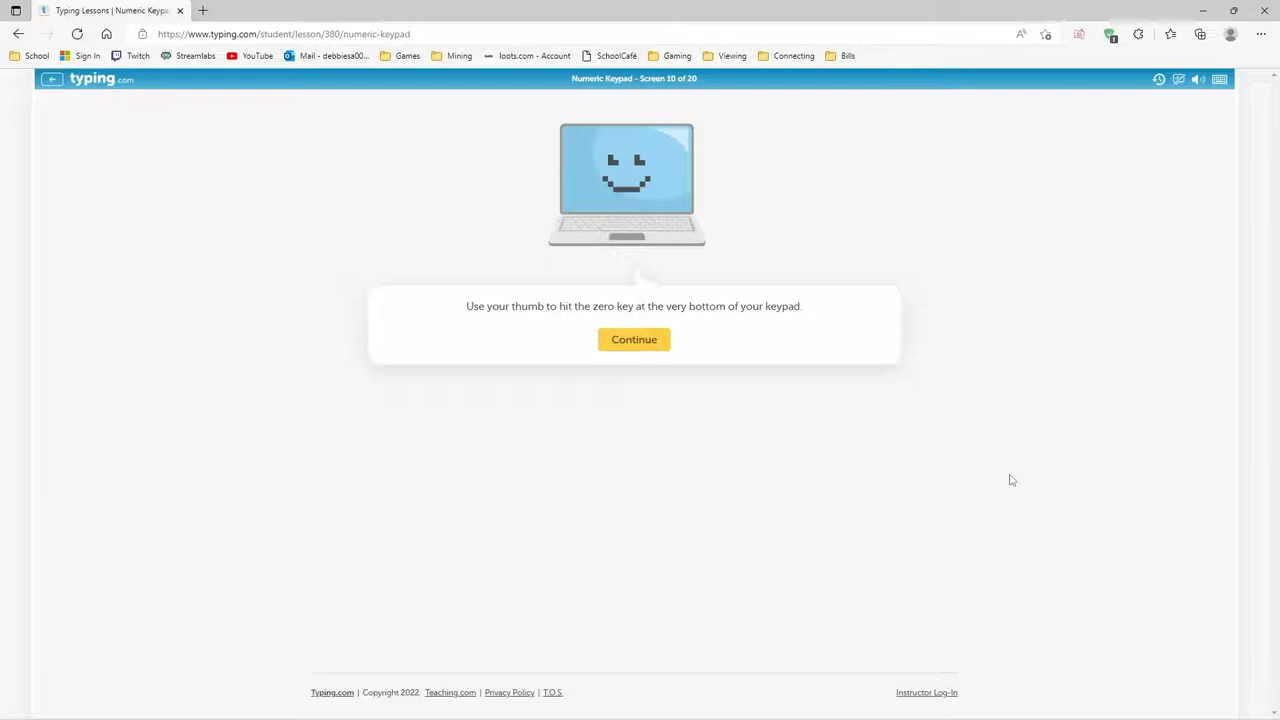 Typing Lessons | Numeric Keypa
https://www.typing.com/student/lesson/380/numeric-keypad
School Sign In Twitch Streamlabs YouTube Mail - debbiesa00... Games Mining loots.com - Account SchoolCafé Gaming Viewing Connecting Bills
typing.com Numeric Keypad - Screen 10 of 20
Use your thumb to hit the zero key at the very bottom of your keypad.
Continue
Typing.com | Copyright 2022 Teaching.com | Privacy Policy | T.O.S. Instructor Log-In